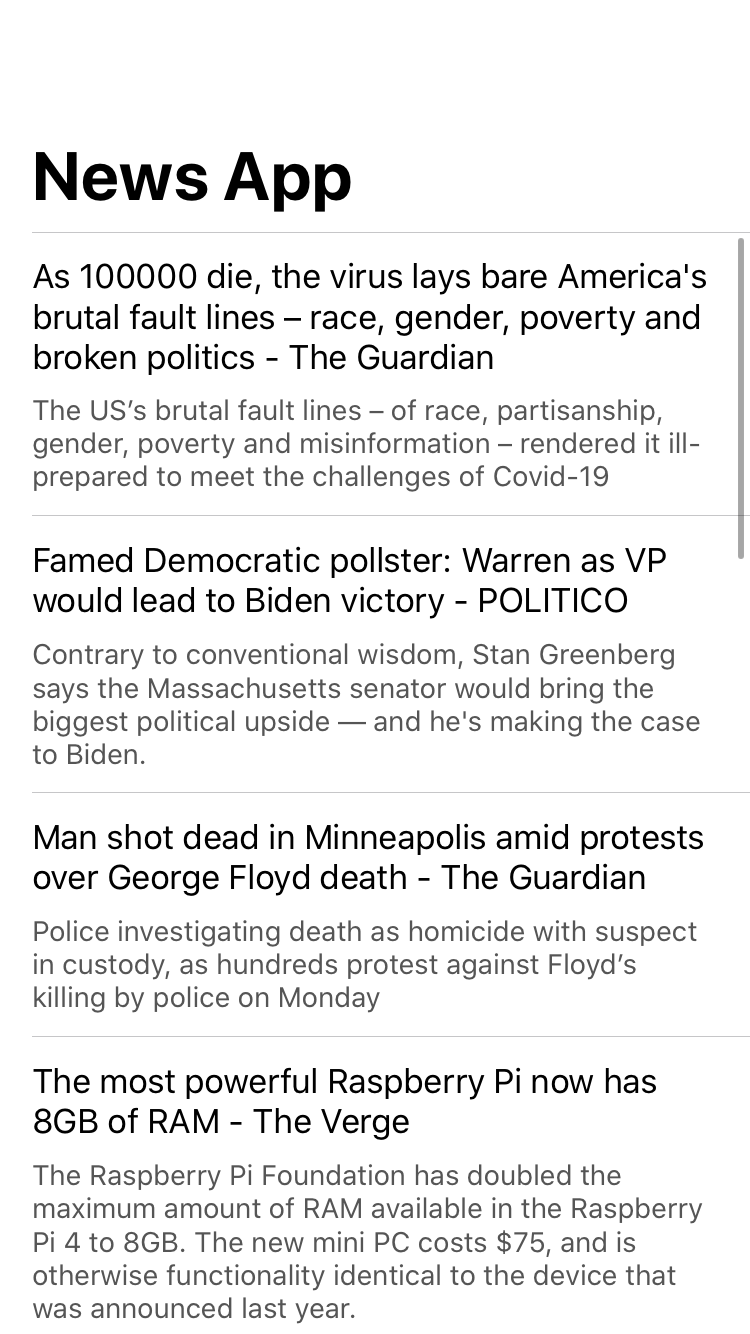 News App
As 100000 die, the virus lays bare America's
brutal fault lines – race, gender, poverty and
broken politics - The Guardian
The US’s brutal fault lines – of race, partisanship,
gender, poverty and misinformation – rendered it ill-
prepared to meet the challenges of Covid-19
Famed Democratic pollster: Warren as VP
would lead to Biden victory - POLITICO
Contrary to conventional wisdom, Stan Greenberg
says the Massachusetts senator would bring the
biggest political upside — and he's making the case
to Biden.
Man shot dead in Minneapolis amid protests
over George Floyd death - The Guardian
Police investigating death as homicide with suspect
in custody, as hundreds protest against Floyd’s
killing by police on Monday
The most powerful Raspberry Pi now has
8GB of RAM - The Verge
The Raspberry Pi Foundation has doubled the
maximum amount of RAM available in the Raspberry
Pi 4 to 8GB. The new mini PC costs $75, and is
otherwise functionality identical to the device that
was announced last year.